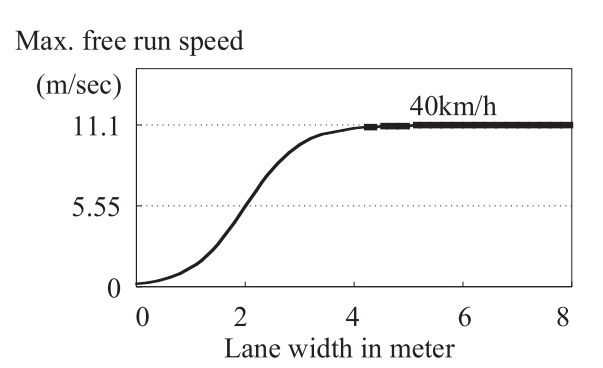 Max. free run speed
(m/sec)
40km/h
11.1
5.55
0
0 2 4 6 8
Lane width in meter